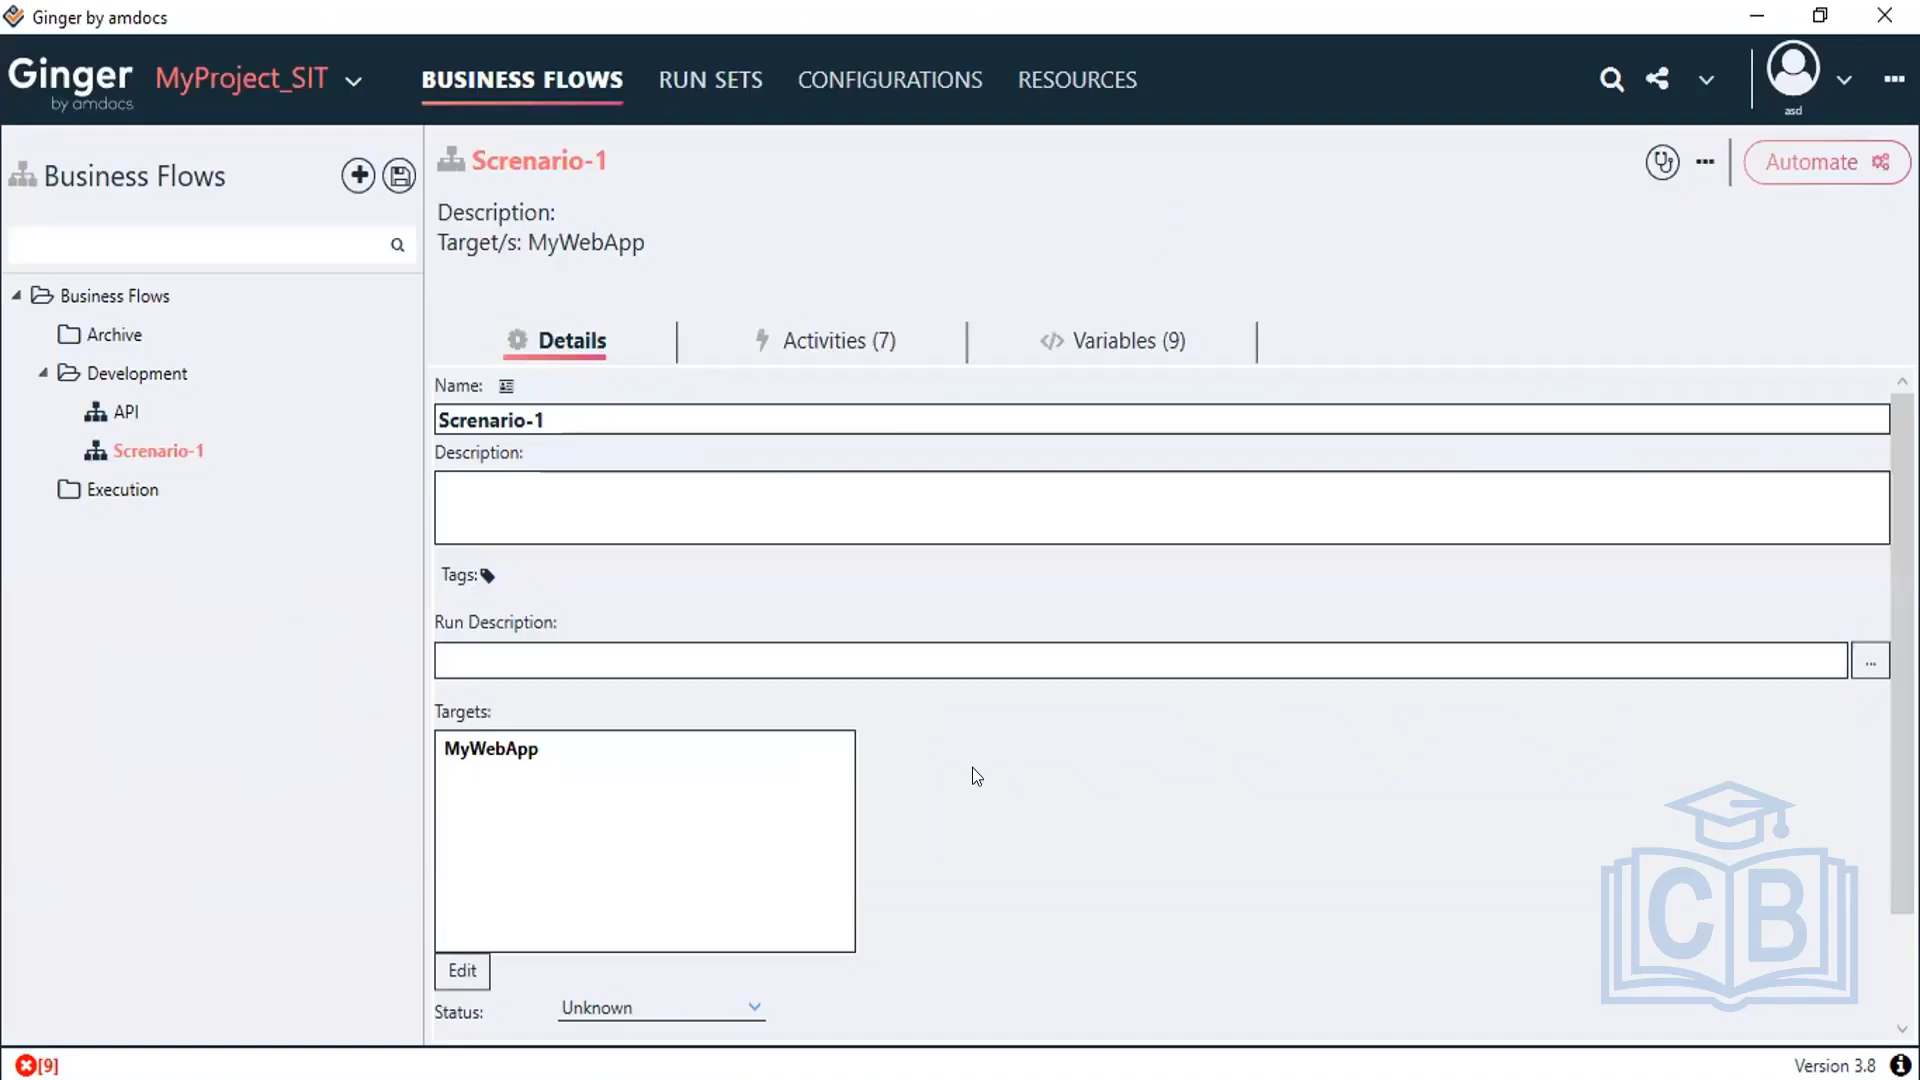 Ginger by amdocs
Ginger by amdocs MyProject_SIT BUSINESS FLOWS RUN SETS CONFIGURATIONS RESOURCES asd
Business Flows
Business Flows
Archive
Development
API
Screnario-1
Execution
Screnario-1
Automate
Description:
Target/s: MyWebApp
Details Activities (7) Variables (9)
Name:
Screnario-1
Description:
Tags:
Run Description:
...
Targets:
MyWebApp
Edit
Status: Unknown
CB
[9]
Version 3.8